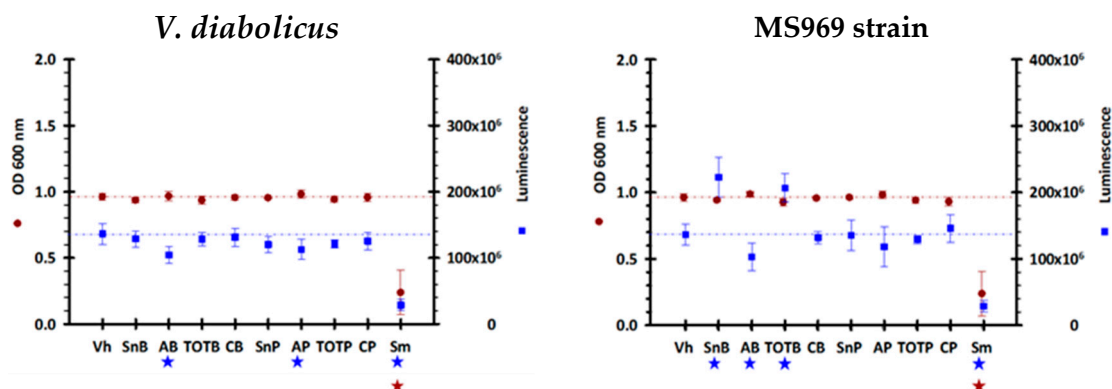 V. diabolicus
2.0
1.5
1.0
0.5
0.0
OD 600 nm
400x10⁶
300x10⁶
200x10⁶
100x10⁶
0
Luminescence
Vh SnB AB TOTB CB SnP AP TOTP CP Sm
MS969 strain
2.0
1.5
1.0
0.5
0.0
OD 600 nm
400x10⁶
300x10⁶
200x10⁶
100x10⁶
0
Luminescence
Vh SnB AB TOTB CB SnP AP TOTP CP Sm